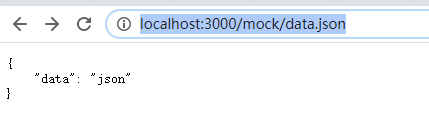 localhost:3000/mock/data.json
{
    "data": "json"
}